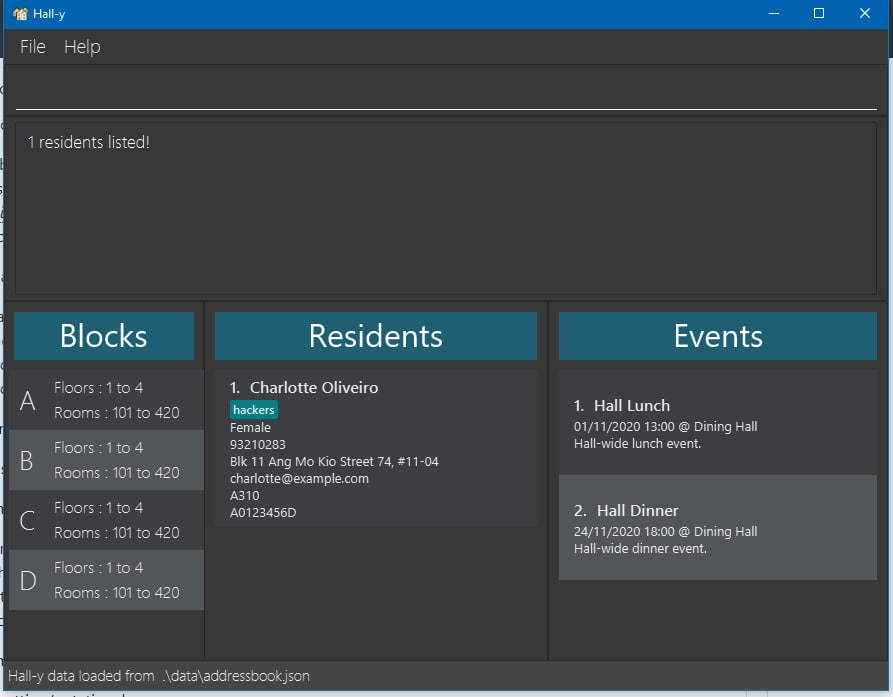 Hall-y
File Help
1 residents listed!
Blocks
A
Floors : 1 to 4
Rooms : 101 to 420
B
Floors : 1 to 4
Rooms : 101 to 420
C
Floors : 1 to 4
Rooms : 101 to 420
D
Floors : 1 to 4
Rooms : 101 to 420
Residents
1. Charlotte Oliveiro
hackers
Female
93210283
Blk 11 Ang Mo Kio Street 74, #11-04
charlotte@example.com
A310
A0123456D
Events
1. Hall Lunch
01/11/2020 13:00 @ Dining Hall
Hall-wide lunch event.
2. Hall Dinner
24/11/2020 18:00 @ Dining Hall
Hall-wide dinner event.
Hall-y data loaded from .\data\addressbook.json